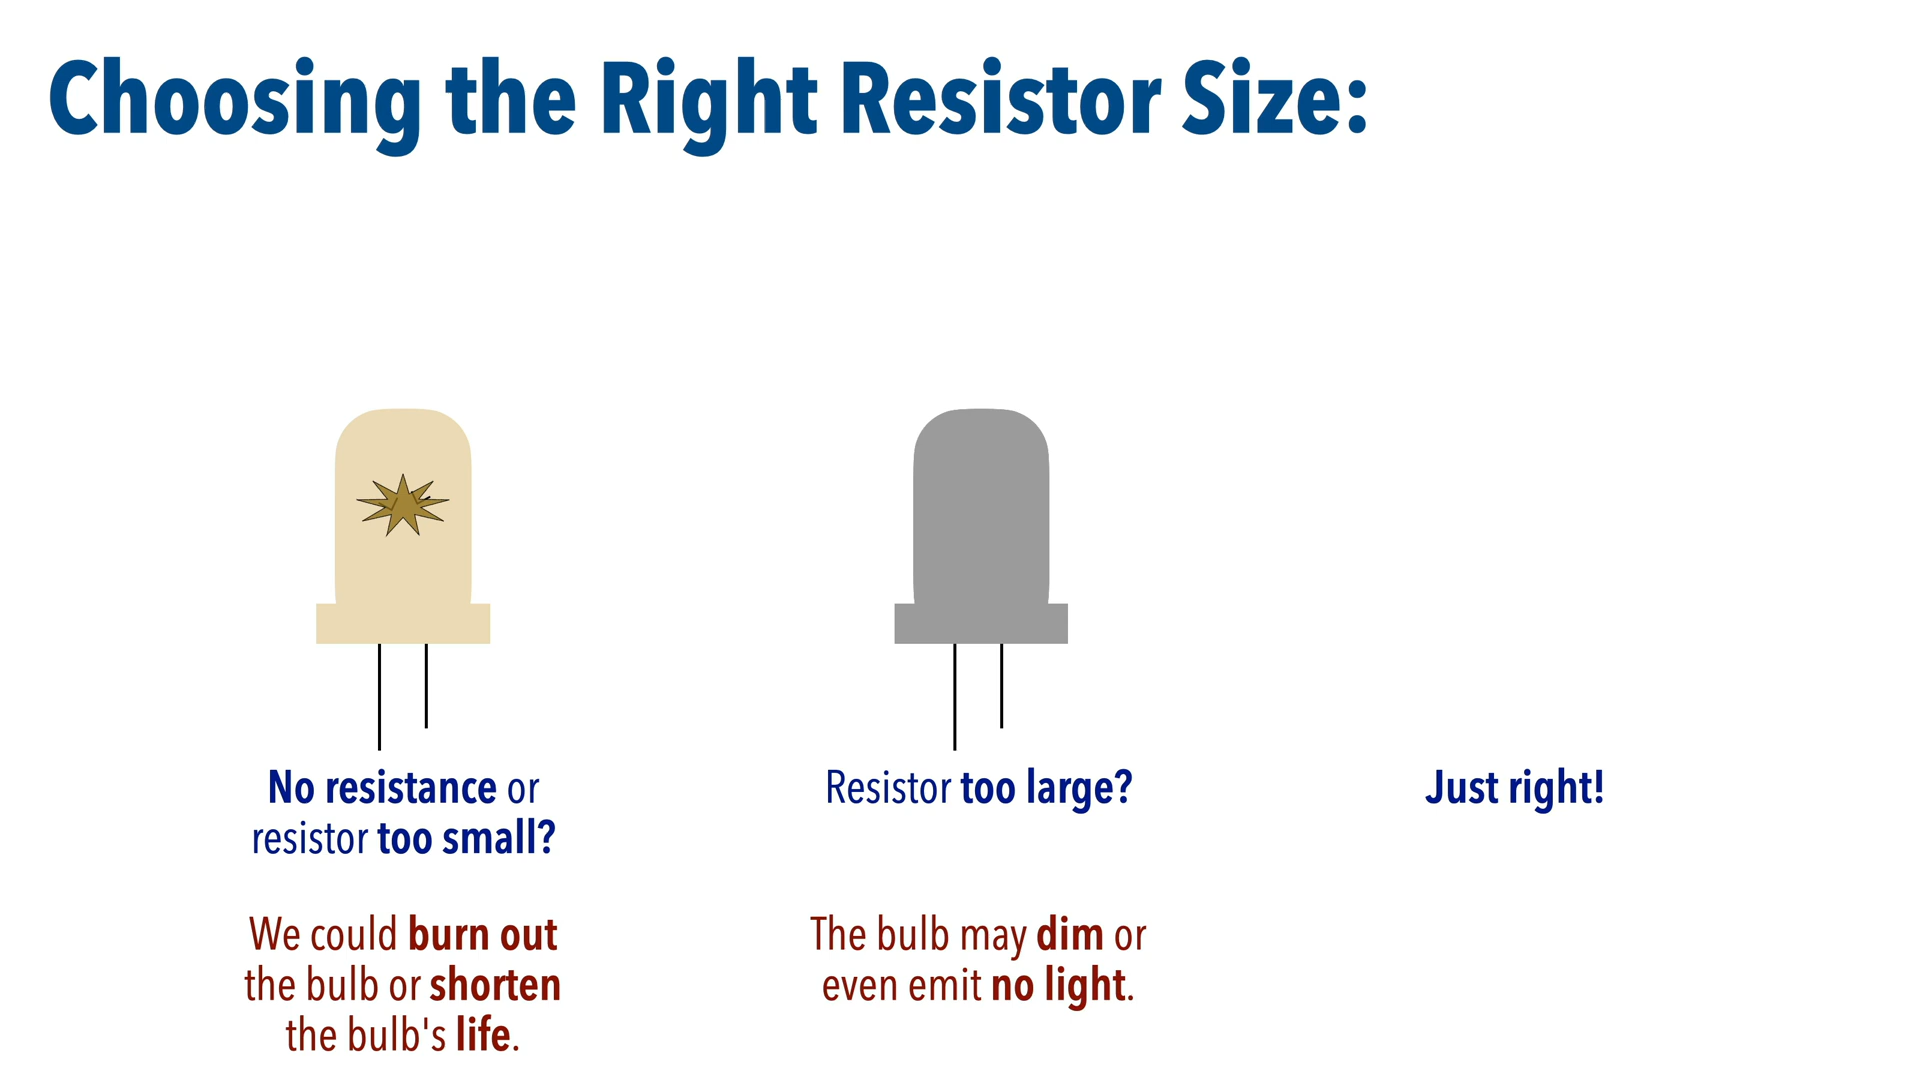 Choosing the Right Resistor Size:
No resistance or
resistor too small?
We could burn out
the bulb or shorten
the bulb's life.
Resistor too large?
The bulb may dim or
even emit no light.
Just right!